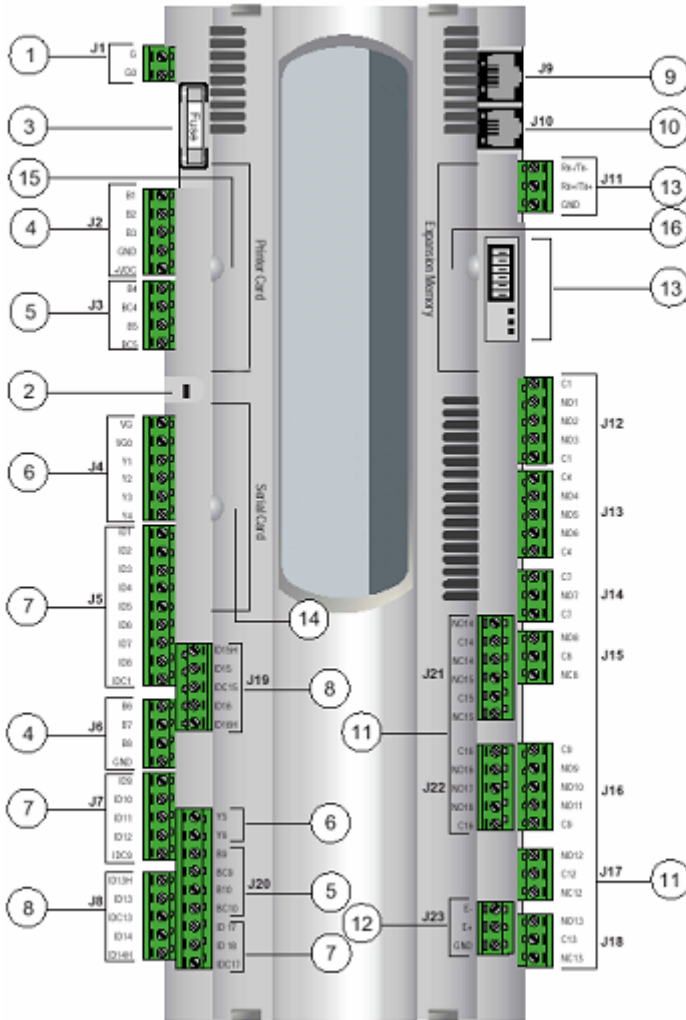 1
J1
G
G0
3
Fuse
15
4
J2
B1
B2
B3
GND
+VDC
5
J3
B4
BC4
B5
BC5
2
6
J4
VG
VG0
Y1
Y2
Y3
Y4
7
J5
ID1
ID2
ID3
ID4
ID5
ID6
ID7
ID8
IDC1
4
J6
B6
B7
B8
GND
7
J7
ID9
ID10
ID11
ID12
IDC9
8
J8
ID13H
ID13
IDC13
ID14
ID14H
Printer Card
Serial Card
14
ID15H
ID15
IDC15
ID16
ID16H
J19
8
Y5
Y6
6
B9
BC9
B10
BC10
J20
5
ID 17
ID 18
IDC17
7
Expansion Memory
J9
9
J10
10
Rx-/Tx-
Rx+/Tx+
GND
J11
13
16
13
C1
NO1
NO2
NO3
C1
J12
C4
NO4
NO5
NO6
C4
J13
C7
NO7
C7
J14
NO8
C8
NC8
J15
J21
NO14
C14
NC14
NO15
C15
NC15
11
J22
C16
NO16
NO17
NO18
C16
C9
NO9
NO10
NO11
C9
J16
NO12
C12
NC12
J17
11
NO13
C13
NC13
J18
12
J23
E-
E+
GND